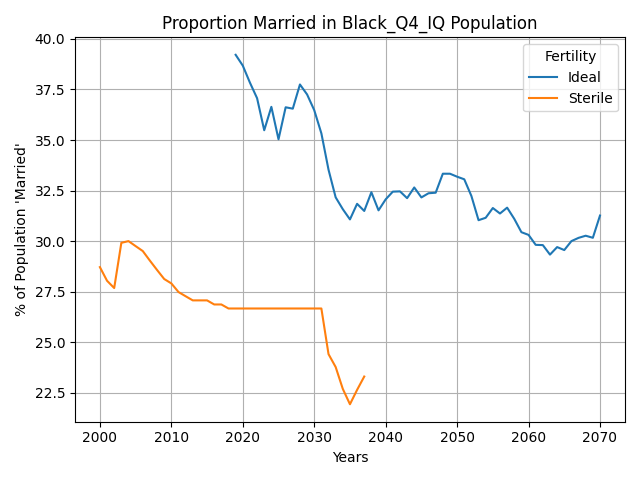 Proportion Married in Black_Q4_IQ Population
% of Population 'Married'
40.0
37.5
35.0
32.5
30.0
27.5
25.0
22.5
Fertility
Ideal
Sterile
2000 2010 2020 2030 2040 2050 2060 2070
Years